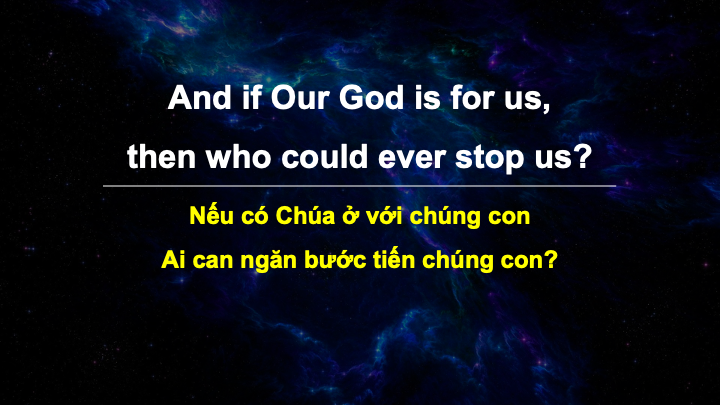 And if Our God is for us,
then who could ever stop us?
Nếu có Chúa ở với chúng con
Ai can ngăn bước tiến chúng con?